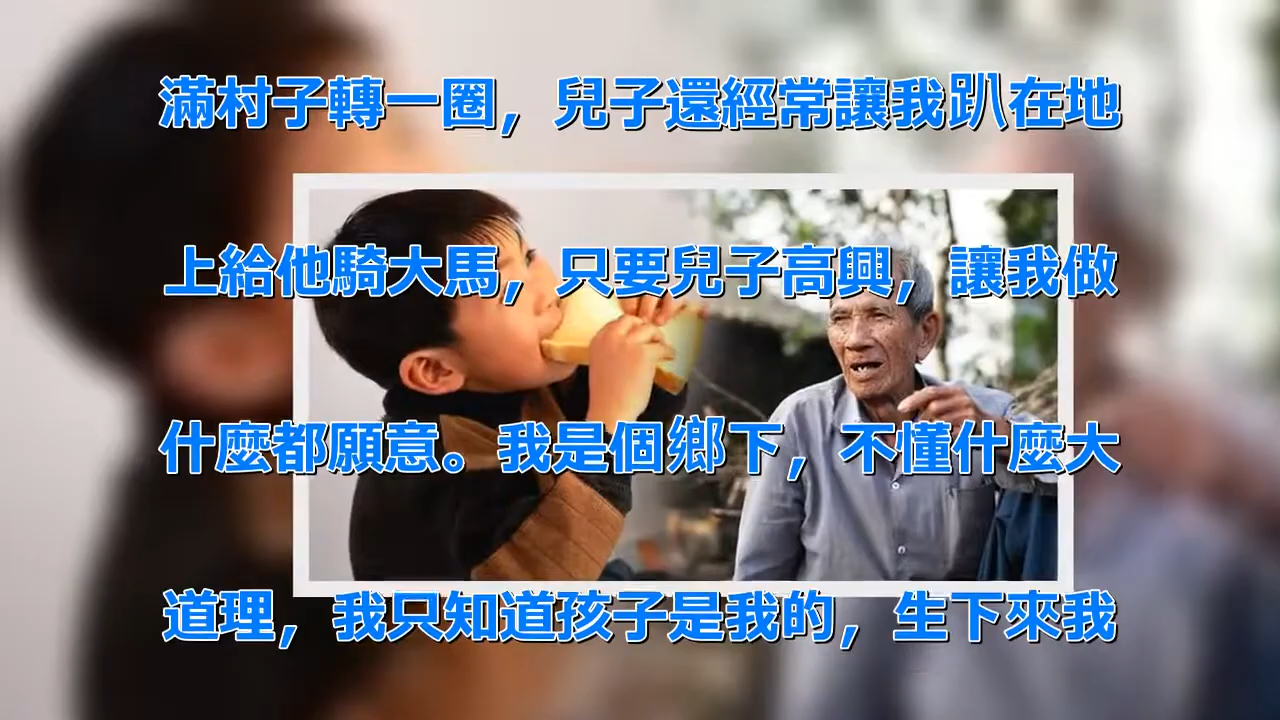 滿村子轉一圈，兒子還經常讓我趴在地
上給他騎大馬，只要兒子高興，讓我做
什麼都願意。我是個鄉下，不懂什麼大
道理，我只知道孩子是我的，生下來我